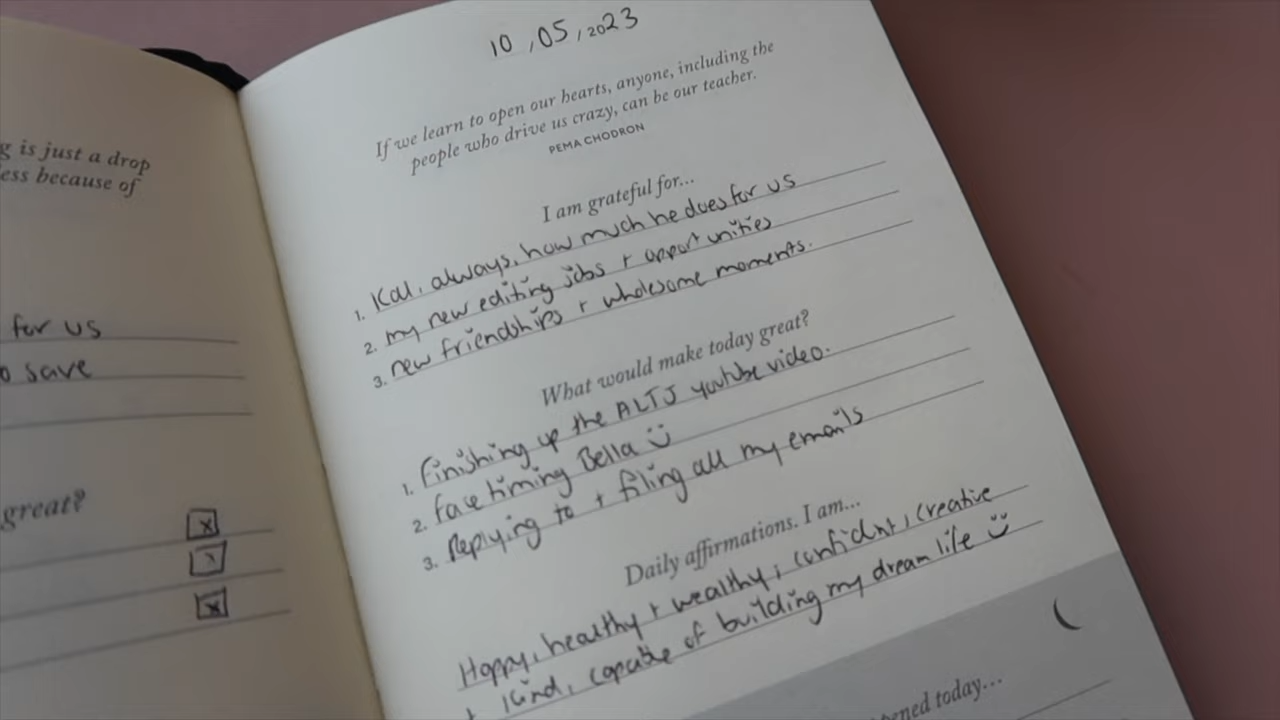 g is just a drop
ess because of
for us
o save
great?
x
x
10 , 05 , 2023
If we learn to open our hearts, anyone, including the
people who drive us crazy, can be our teacher.
PEMA CHODRON
I am grateful for...
1. Kal, always, how much he does for us
2. my new editing jobs + opportunities
3. new friendships + wholesome moments.
What would make today great?
1. Finishing up the ALTJ youtube video.
2. facetiming Bella
3. Replying to + filing all my emails
Daily affirmations. I am...
Happy, healthy + wealthy, confident, creative
+ kind, capable of building my dream life
ened today...